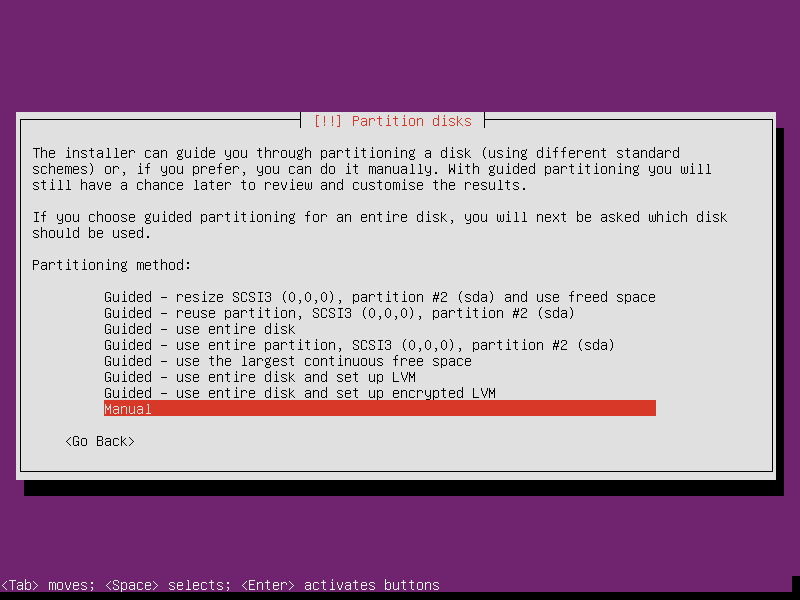 [!!] Partition disks
The installer can guide you through partitioning a disk (using different standard
schemes) or, if you prefer, you can do it manually. With guided partitioning you will
still have a chance later to review and customise the results.
If you choose guided partitioning for an entire disk, you will next be asked which disk
should be used.
Partitioning method:
Guided - resize SCSI3 (0,0,0), partition #2 (sda) and use freed space
Guided - reuse partition, SCSI3 (0,0,0), partition #2 (sda)
Guided - use entire disk
Guided - use entire partition, SCSI3 (0,0,0), partition #2 (sda)
Guided - use the largest continuous free space
Guided - use entire disk and set up LVM
Guided - use entire disk and set up encrypted LVM
Manual
<Go Back>
<Tab> moves; <Space> selects; <Enter> activates buttons